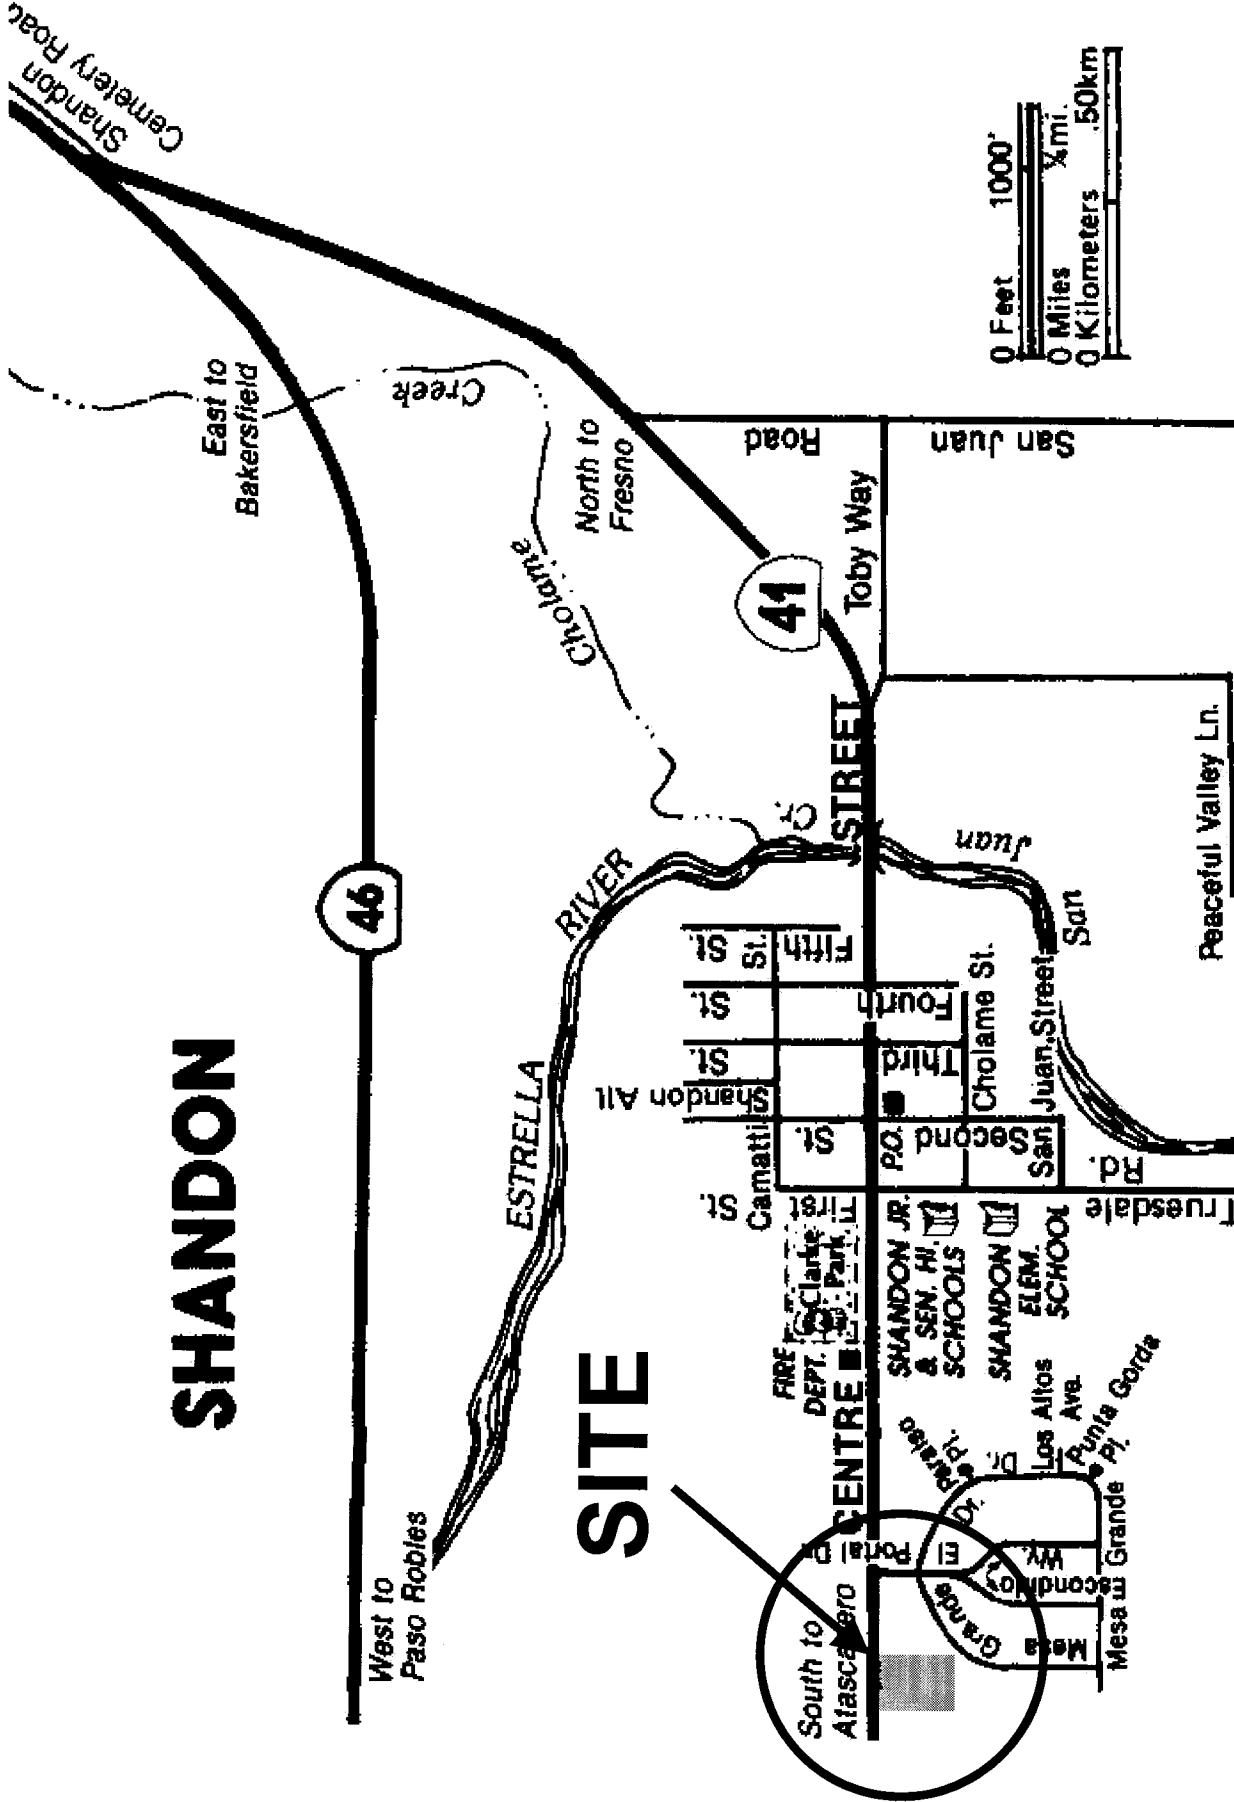 SHANDON
Shandon
Cemetery Road
46
East to
Bakersfield
West to
Paso Robles
ESTRELLA
RIVER
Cholame
Creek
North to
Fresno
41
SITE
South to
Atascadero
CENTRE
STREET
Cr.
Toby Way
San Juan
Road
Juan
San
Peaceful Valley Ln.
Fifth
St.
Fourth
St.
Third
St.
Shandon All
Second
St.
First
St.
Camatti
St.
Cholame St.
San Juan Street
Truesdale
Rd.
P.O.
Clarke
Park
FIRE
DEPT.
SHANDON JR.
& SEN. HI.
SCHOOLS
SHANDON
ELEM.
SCHOOL
El
Portal Dr.
Paraiso
Pl.
Dr.
Los Altos
Ave.
Punta Gorda
Pl.
Mesa
Grande
Dr.
Wy.
Mesa Grande
0 Feet 1000'
0 Miles ¼mi.
0 Kilometers .50km